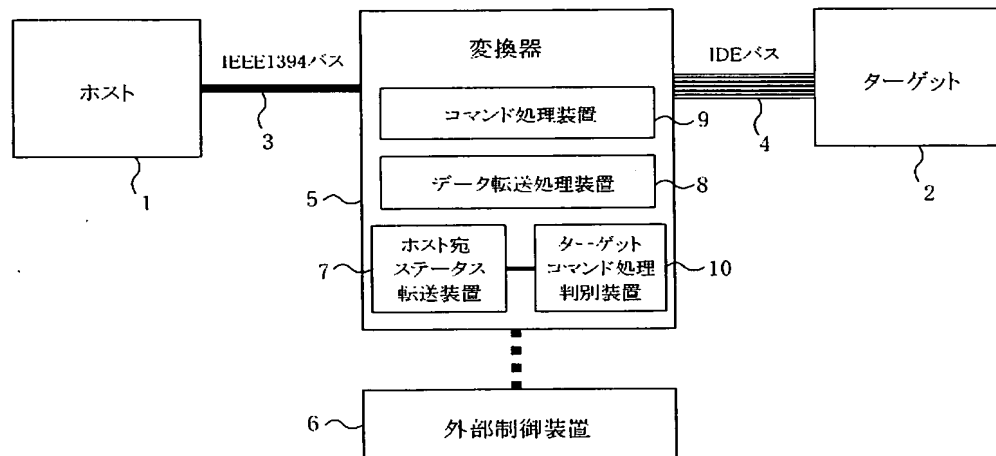 変換器
IEEE1394バス
IDEバス
ホスト
ターゲット
3
4
1
2
コマンド処理装置
9
データ転送処理装置
8
5
ホスト宛
ステータス
転送装置
7
ターゲット
コマンド処理
判別装置
10
6
外部制御装置